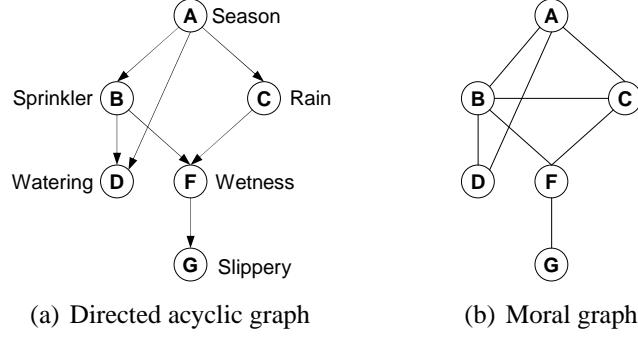 A Season
Sprinkler B C Rain
Watering D F Wetness
G Slippery
(a) Directed acyclic graph
A
B C
D F
G
(b) Moral graph